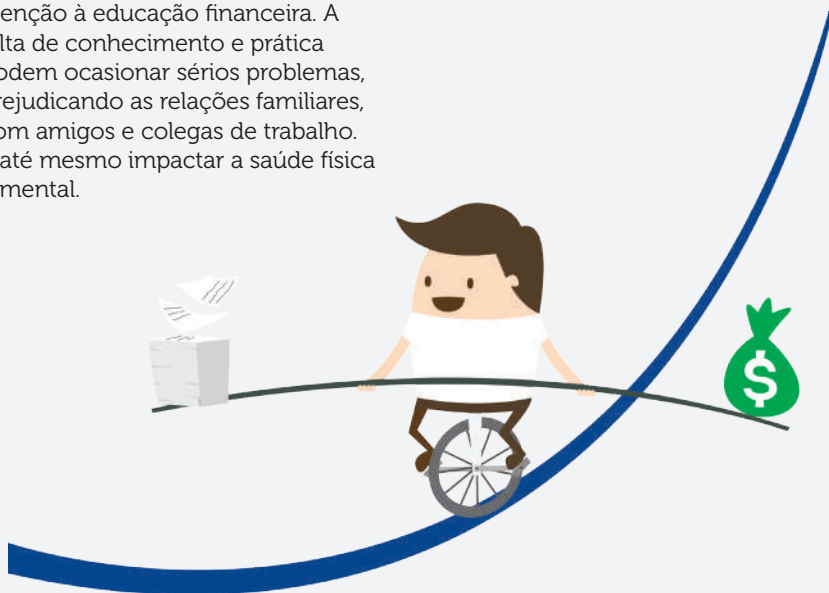 enção à educação financeira. A
lta de conhecimento e prática
odem ocasionar sérios problemas,
rejudicando as relações familiares,
om amigos e colegas de trabalho.
até mesmo impactar a saúde física
mental.
$